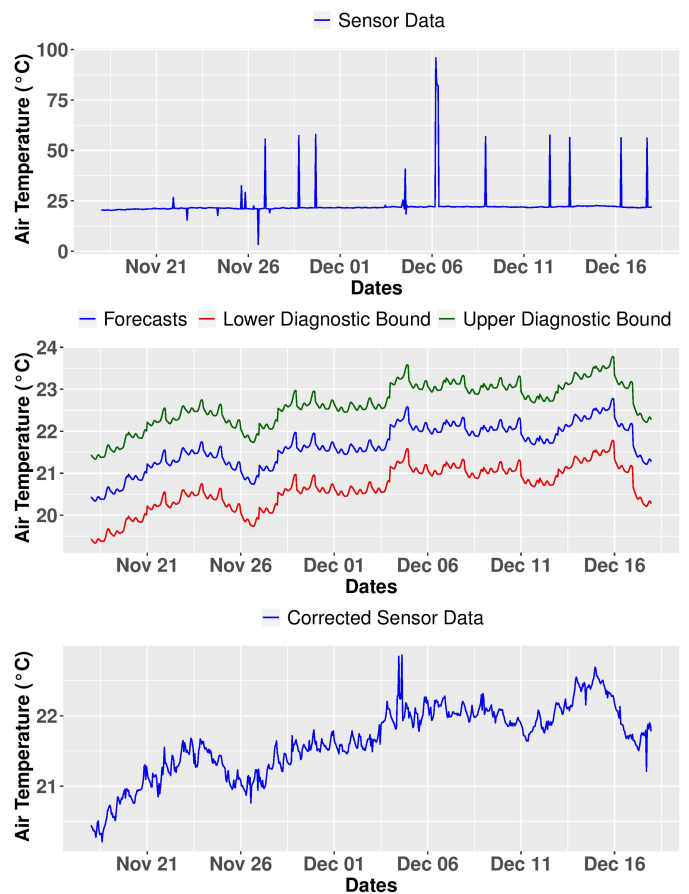 Sensor Data
Air Temperature (°C)
100
75
50
25
0
Nov 21 Nov 26 Dec 01 Dec 06 Dec 11 Dec 16
Dates
Forecasts Lower Diagnostic Bound Upper Diagnostic Bound
Air Temperature (°C)
24
23
22
21
20
Nov 21 Nov 26 Dec 01 Dec 06 Dec 11 Dec 16
Dates
Corrected Sensor Data
Air Temperature (°C)
22
21
Nov 21 Nov 26 Dec 01 Dec 06 Dec 11 Dec 16
Dates